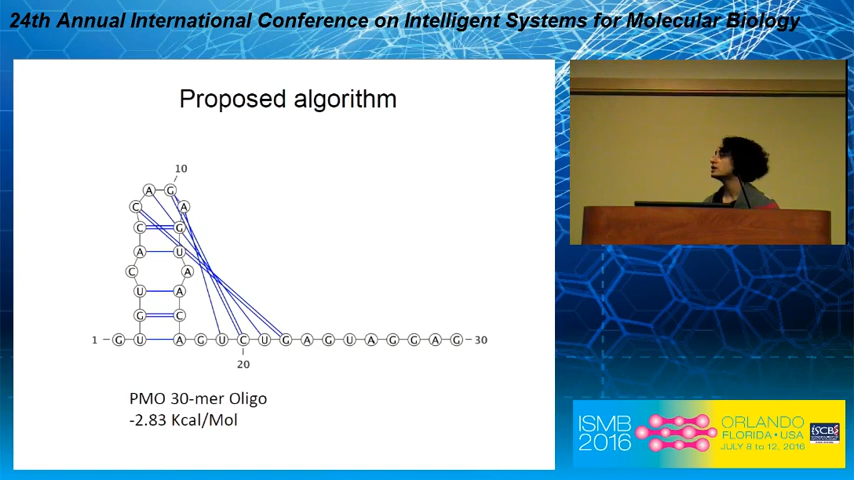 24th Annual International Conference on Intelligent Systems for Molecular Biology
Proposed algorithm
10
A G
C A
C G
A U
C A
U A
G C
1 G U A G U C U G A G U A G G A G 30
20
PMO 30-mer Oligo
-2.83 Kcal/Mol
ISMB
2016
ORLANDO
FLORIDA • USA
JULY 8 to 12, 2016
ISCB